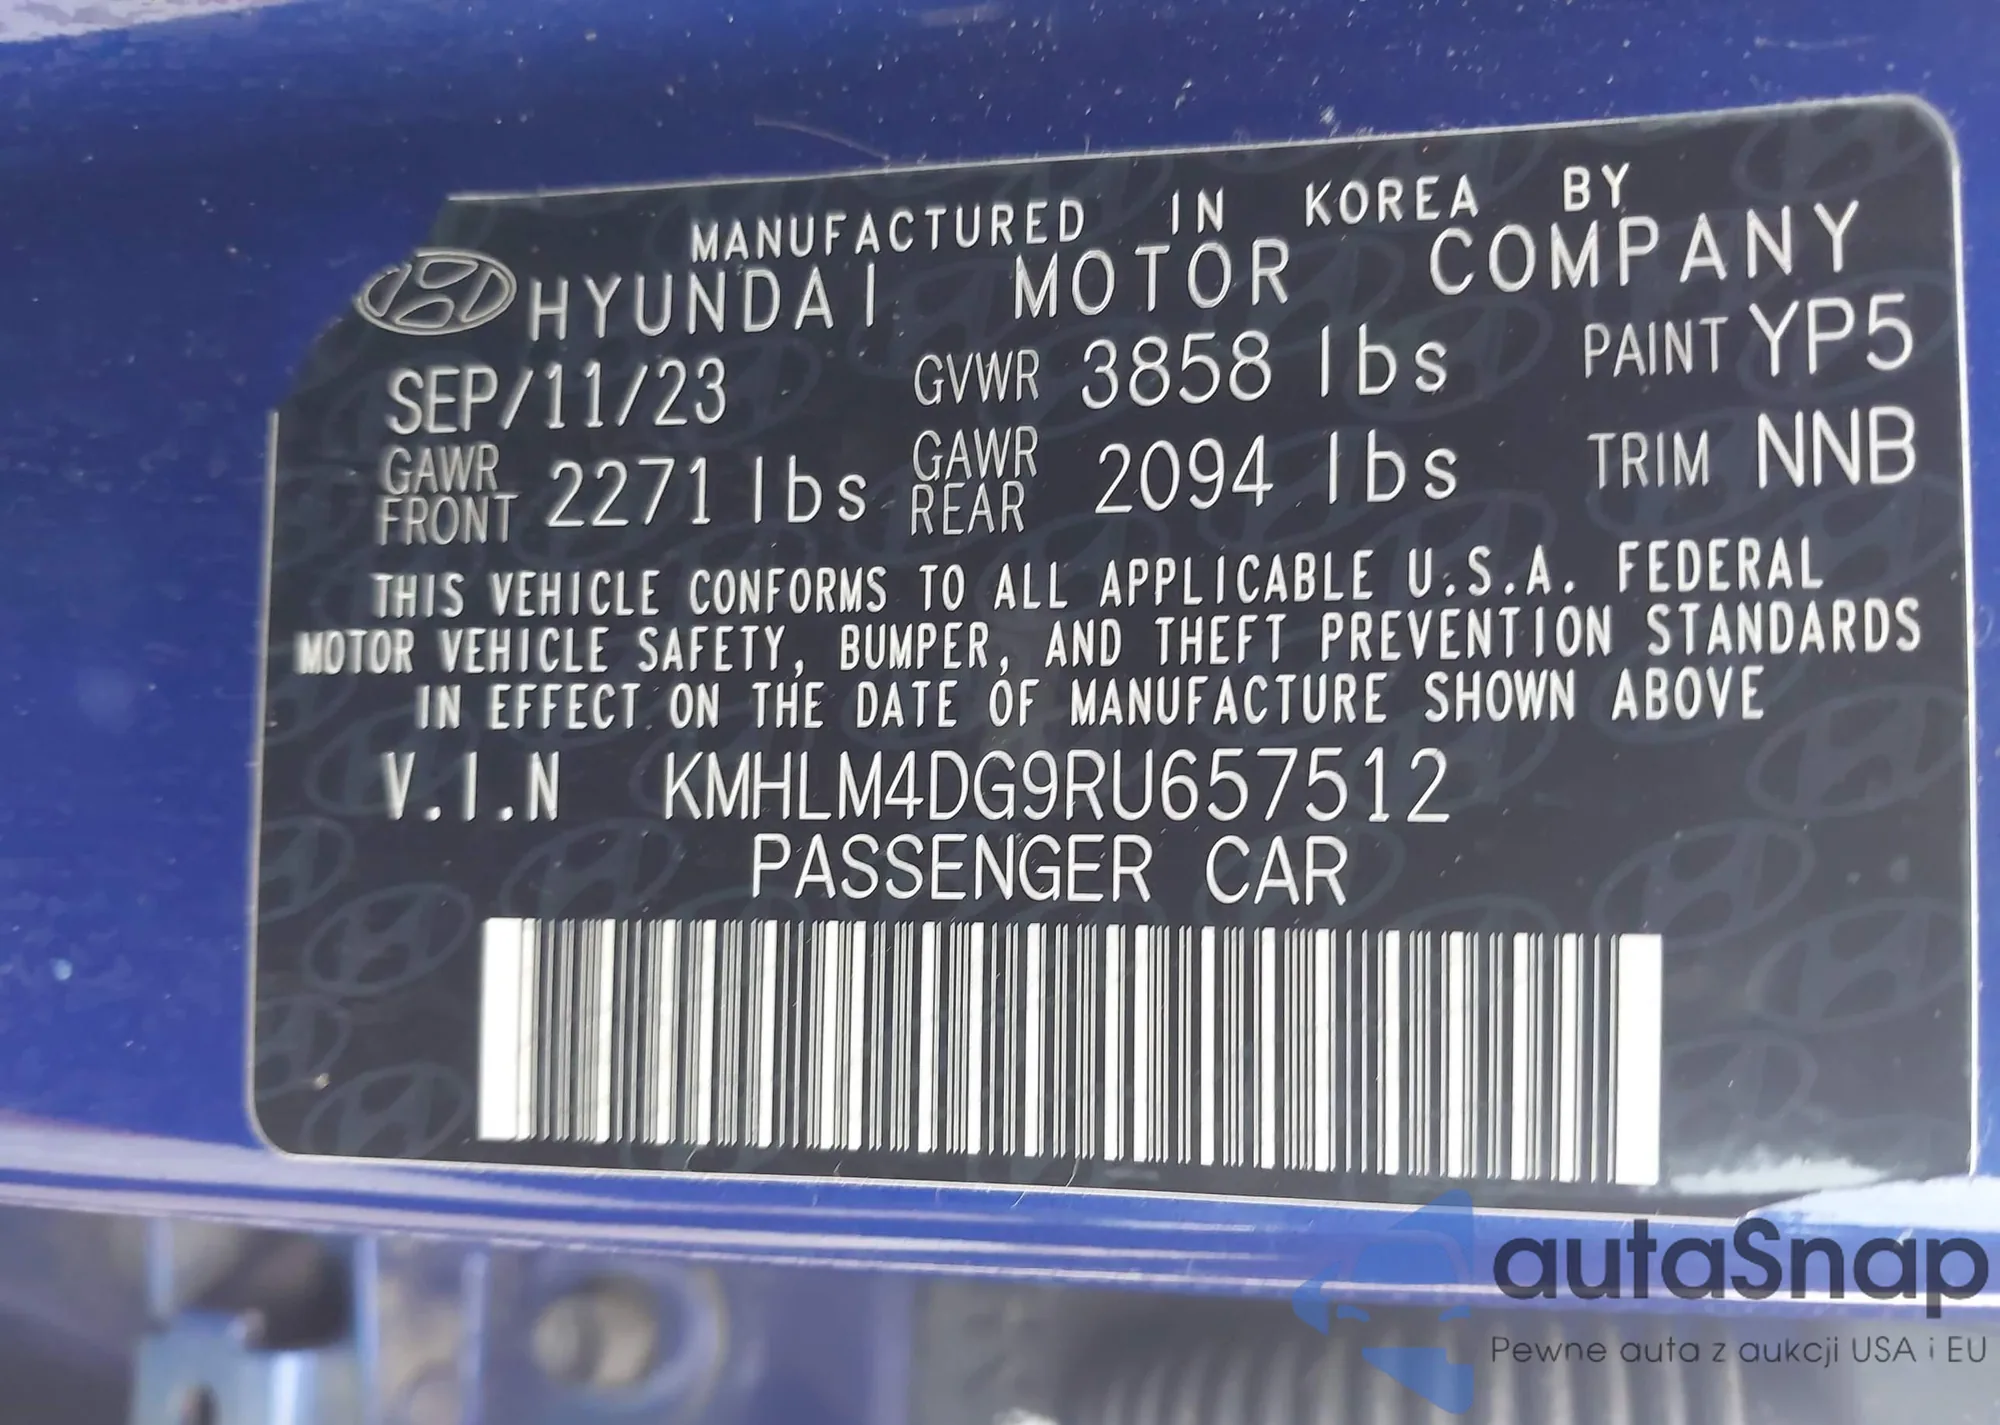 MANUFACTURED IN KOREA BY
HYUNDAI MOTOR COMPANY
SEP/11/23 GVWR 3858 lbs PAINT YP5
GAWR FRONT 2271 lbs GAWR REAR 2094 lbs TRIM NNB
THIS VEHICLE CONFORMS TO ALL APPLICABLE U.S.A. FEDERAL
MOTOR VEHICLE SAFETY, BUMPER, AND THEFT PREVENTION STANDARDS
IN EFFECT ON THE DATE OF MANUFACTURE SHOWN ABOVE
V.I.N KMHLM4DG9RU657512
PASSENGER CAR
autaSnap
Pewne auta z aukcji USA i EU